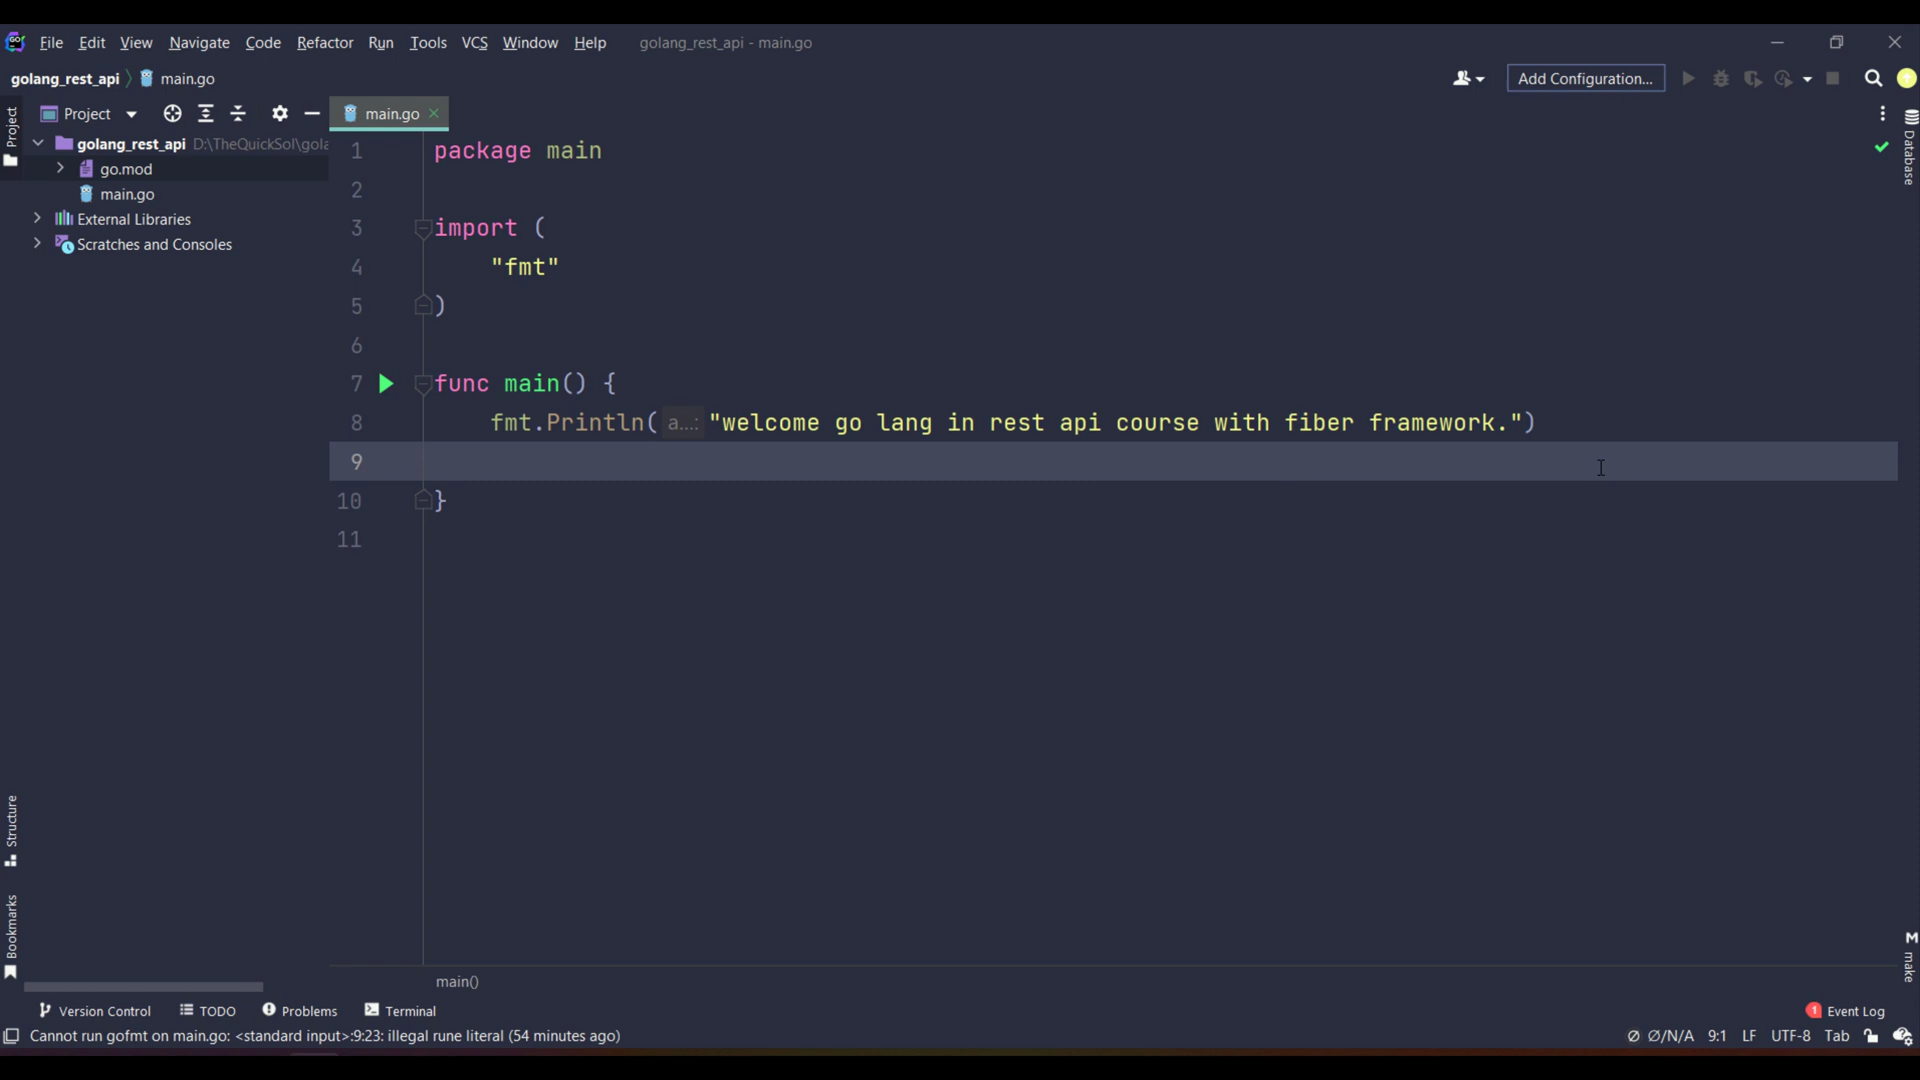 File Edit View Navigate Code Refactor Run Tools VCS Window Help golang_rest_api - main.go
golang_rest_api main.go Add Configuration...
Project main.go
golang_rest_api D:\TheQuickSol\gola
go.mod
main.go
External Libraries
Scratches and Consoles
1 package main
2
3 import (
4 "fmt"
5 )
6
7 func main() {
8 fmt.Println( a...: "welcome go lang in rest api course with fiber framework.")
9
10 }
11
Project
Structure
Bookmarks
Database
M make
main()
Version Control TODO Problems Terminal 1 Event Log
Cannot run gofmt on main.go: <standard input>:9:23: illegal rune literal (54 minutes ago) Ø/N/A 9:1 LF UTF-8 Tab